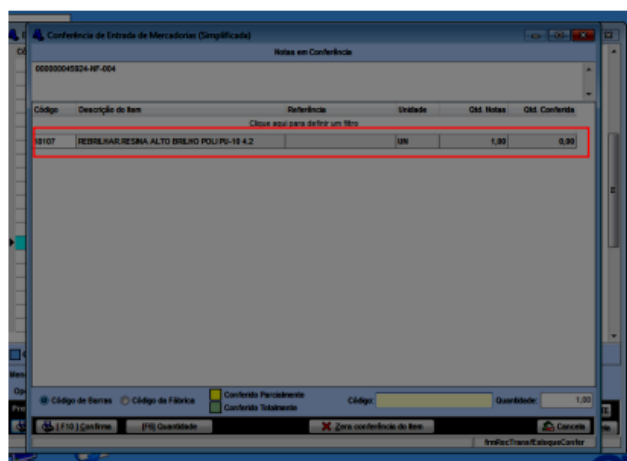 Conferência de Entrada de Mercadorias (Simplificada)
Notas em Conferência
000000045924-NF-004
Código Descrição do Item Referência Unidade Qtd. Notas Qtd. Conferida
Clique aqui para definir um filtro
10107 REBRILHAR.RESINA ALTO BRILHO POLI PU-10 4.2 UN 1,00 0,00
Código de Barras Código da Fábrica Conferido Parcialmente Conferido Totalmente Código: Quantidade: 1,00
[ F10 ] Confirma [F6] Quantidade Zera conferência do Item Cancela
frmRecTransfEstoqueConfer